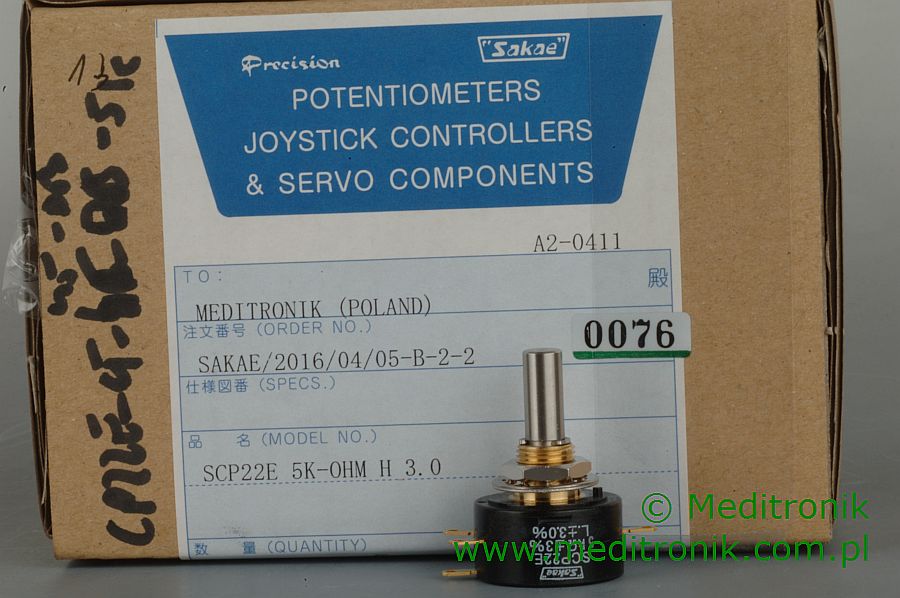 Precision
"Sakae"
POTENTIOMETERS
JOYSTICK CONTROLLERS
& SERVO COMPONENTS
A2-0411
TO:
殿
MEDITRONIK (POLAND)
注文番号 (ORDER NO.)
0076
SAKAE/2016/04/05-B-2-2
仕様図番 (SPECS.)
品 名 (MODEL NO.)
SCP22E 5K-OHM H 3.0
数 量 (QUANTITY)
"Sakae"
SCP22E
L.±3.0%
© Meditronik
www.meditronik.com.pl